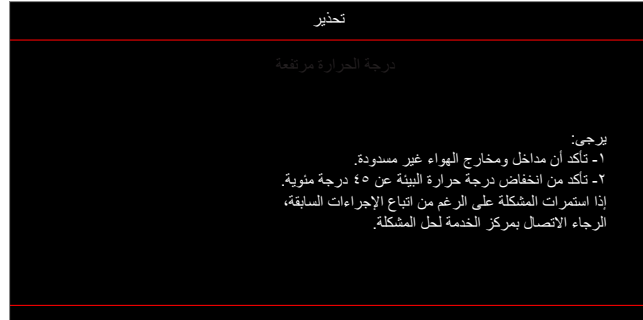 تحذير
درجة الحرارة مرتفعة
يرجى:
١- تأكد أن مداخل ومخارج الهواء غير مسدودة.
٢- تأكد من انخفاض درجة حرارة البيئة عن ٤٥ درجة مئوية.
إذا استمرات المشكلة على الرغم من اتباع الإجراءات السابقة،
الرجاء الاتصال بمركز الخدمة لحل المشكلة.